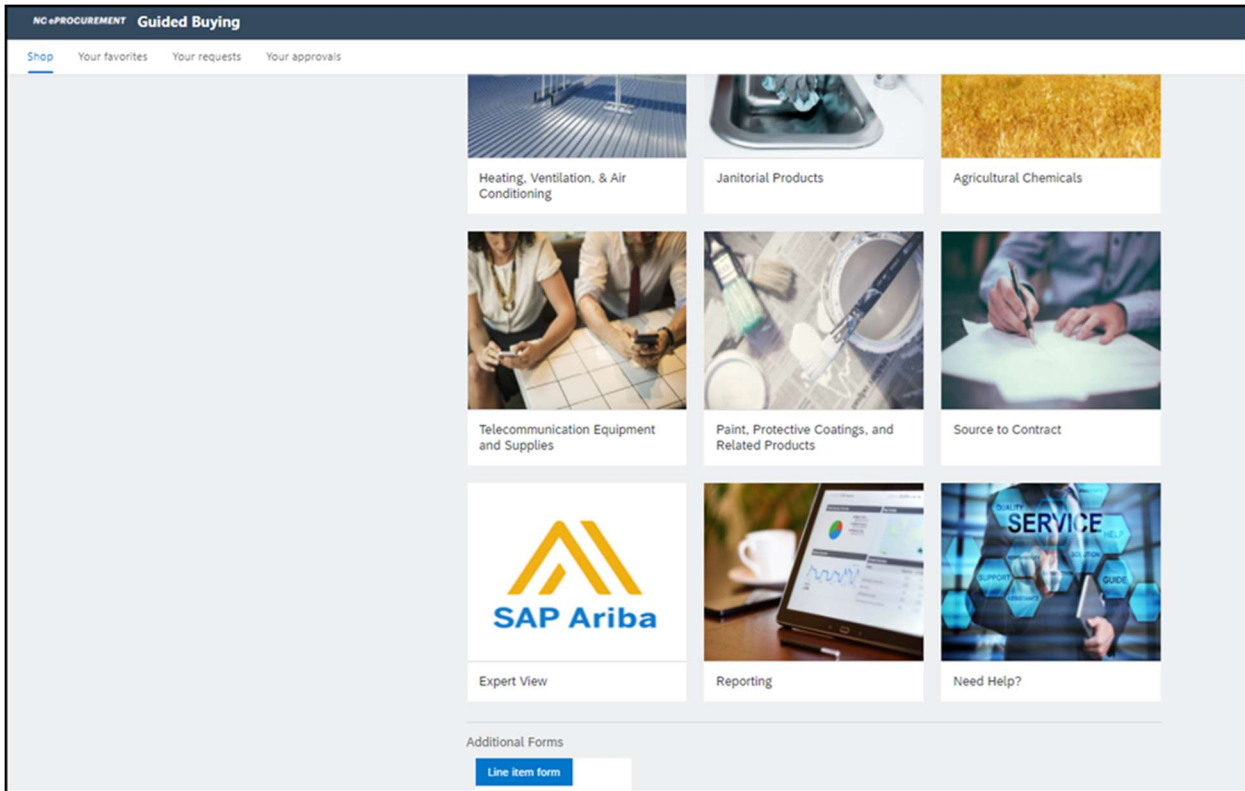 NC ePROCUREMENT Guided Buying
Shop Your favorites Your requests Your approvals
Heating, Ventilation, & Air
Conditioning
Janitorial Products
Agricultural Chemicals
Telecommunication Equipment
and Supplies
Paint, Protective Coatings, and
Related Products
Source to Contract
SAP Ariba
Expert View
Reporting
QUALITY
SERVICE
HELP
SOLUTION
SUPPORT
GUIDE
ASSISTANCE
Need Help?
Additional Forms
Line item form